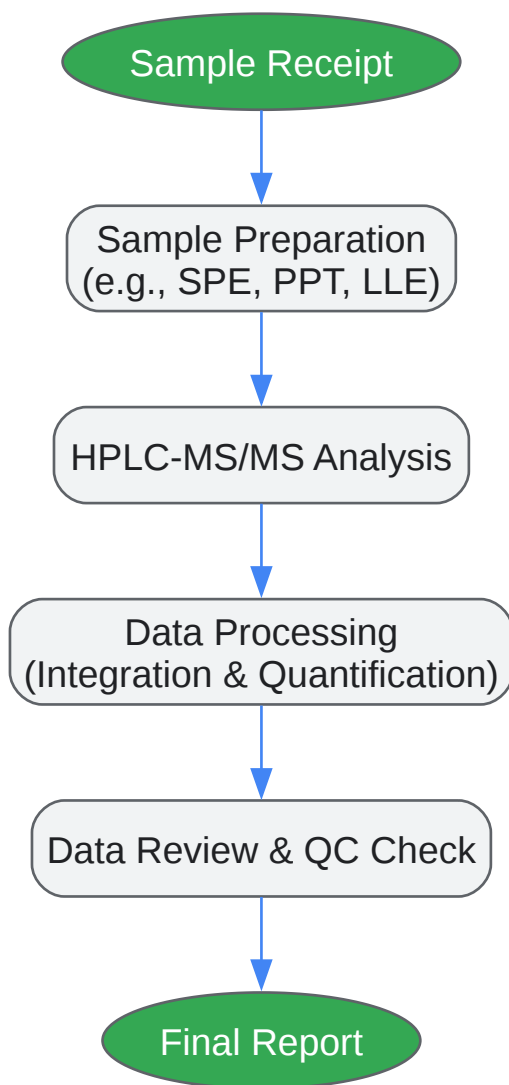 Sample Receipt
Sample Preparation
(e.g., SPE, PPT, LLE)
HPLC-MS/MS Analysis
Data Processing
(Integration & Quantification)
Data Review & QC Check
Final Report